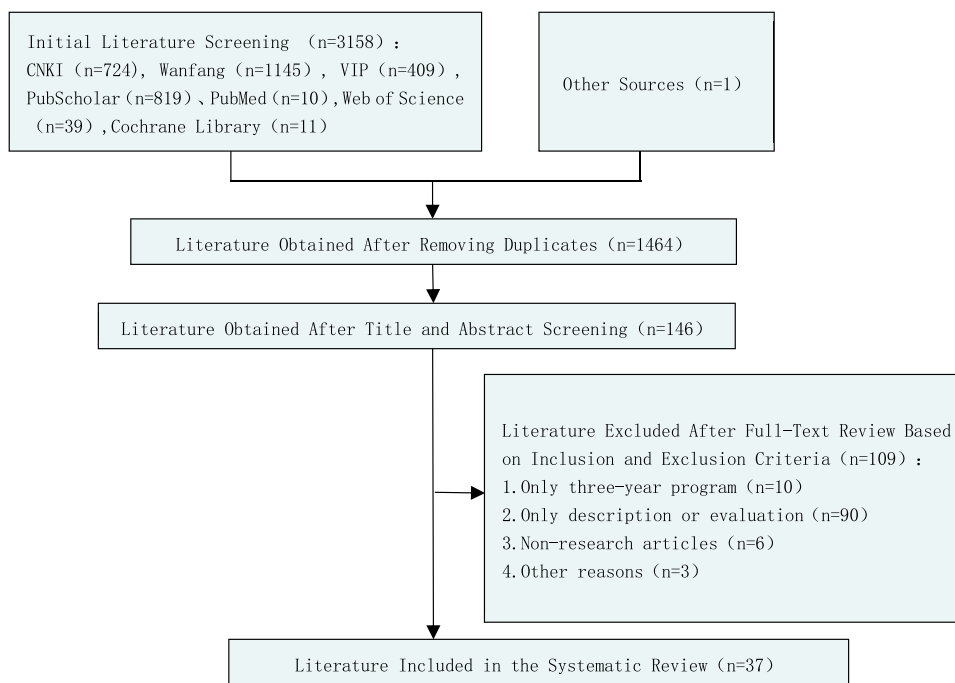 Initial Literature Screening （n=3158）:
CNKI（n=724), Wanfang（n=1145）, VIP（n=409）,
PubScholar（n=819）、PubMed（n=10）,Web of Science
（n=39）,Cochrane Library（n=11）
Other Sources（n=1）
Literature Obtained After Removing Duplicates（n=1464）
Literature Obtained After Title and Abstract Screening（n=146）
Literature Excluded After Full-Text Review Based
on Inclusion and Exclusion Criteria（n=109）:
1.Only three-year program（n=10）
2.Only description or evaluation（n=90）
3.Non-research articles（n=6）
4.Other reasons（n=3）
Literature Included in the Systematic Review（n=37）